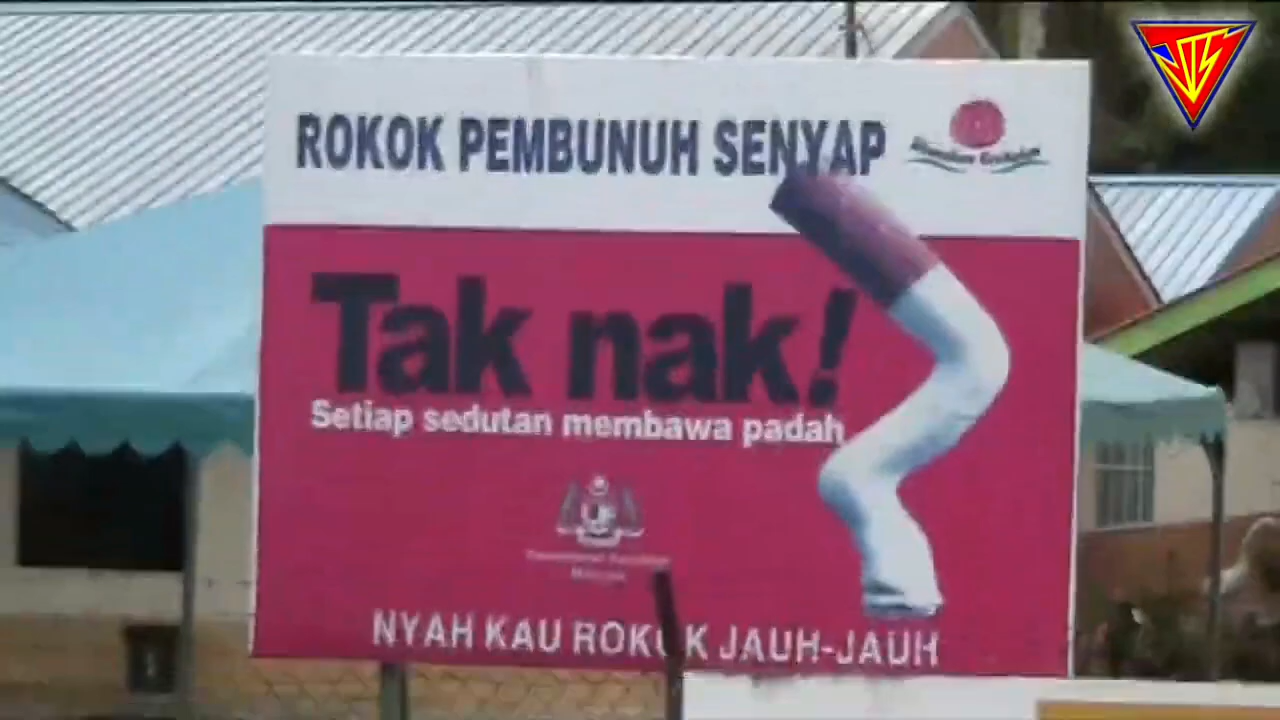 ROKOK PEMBUNUH SENYAP
Tak nak!
Setiap sedutan membawa padah
NYAH KAU ROKOK JAUH-JAUH